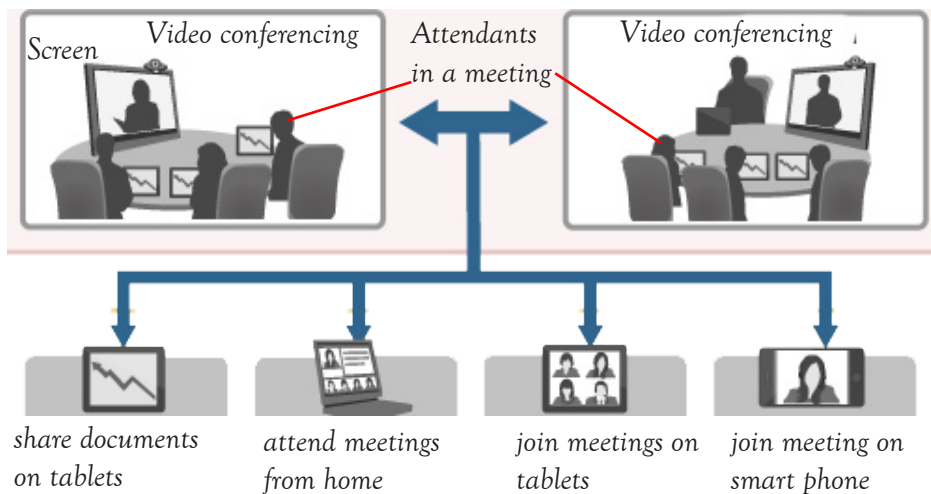 Screen
Video conferencing
Attendants
in a meeting
Video conferencing
share documents
on tablets
attend meetings
from home
join meetings on
tablets
join meeting on
smart phone